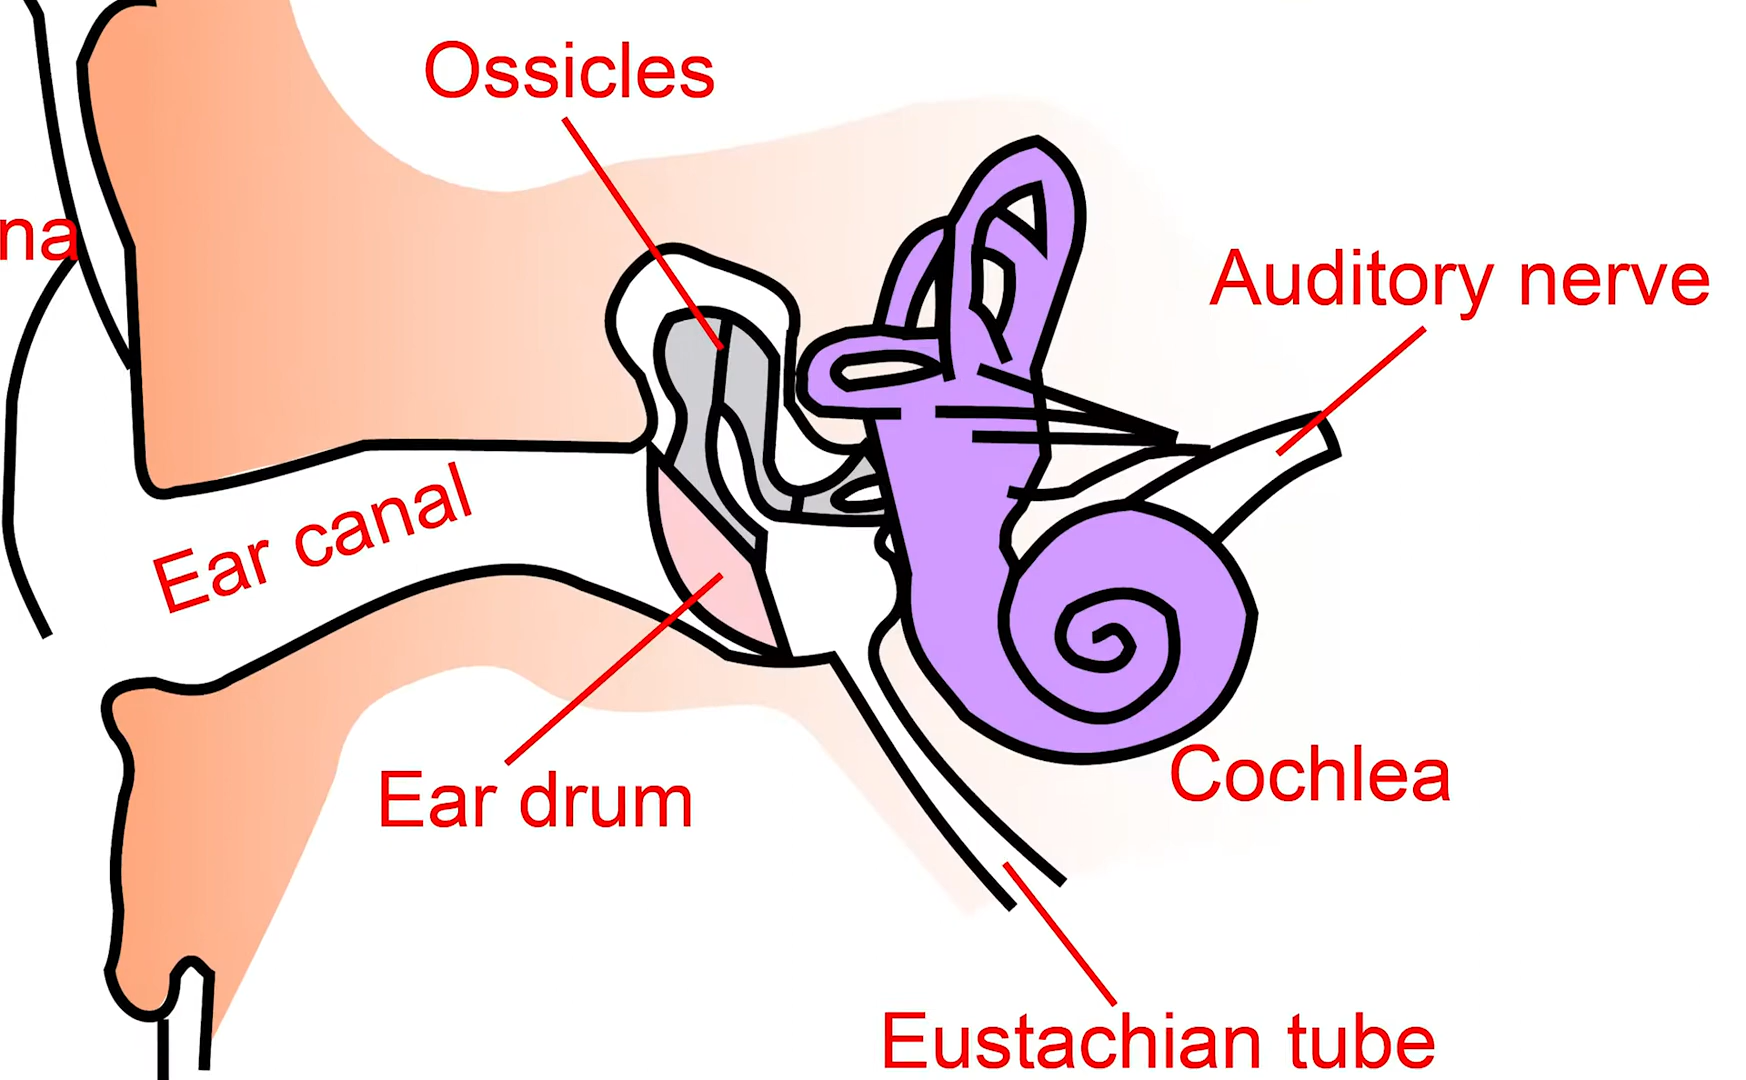 Ossicles
na
Auditory nerve
Ear canal
Ear drum
Cochlea
Eustachian tube